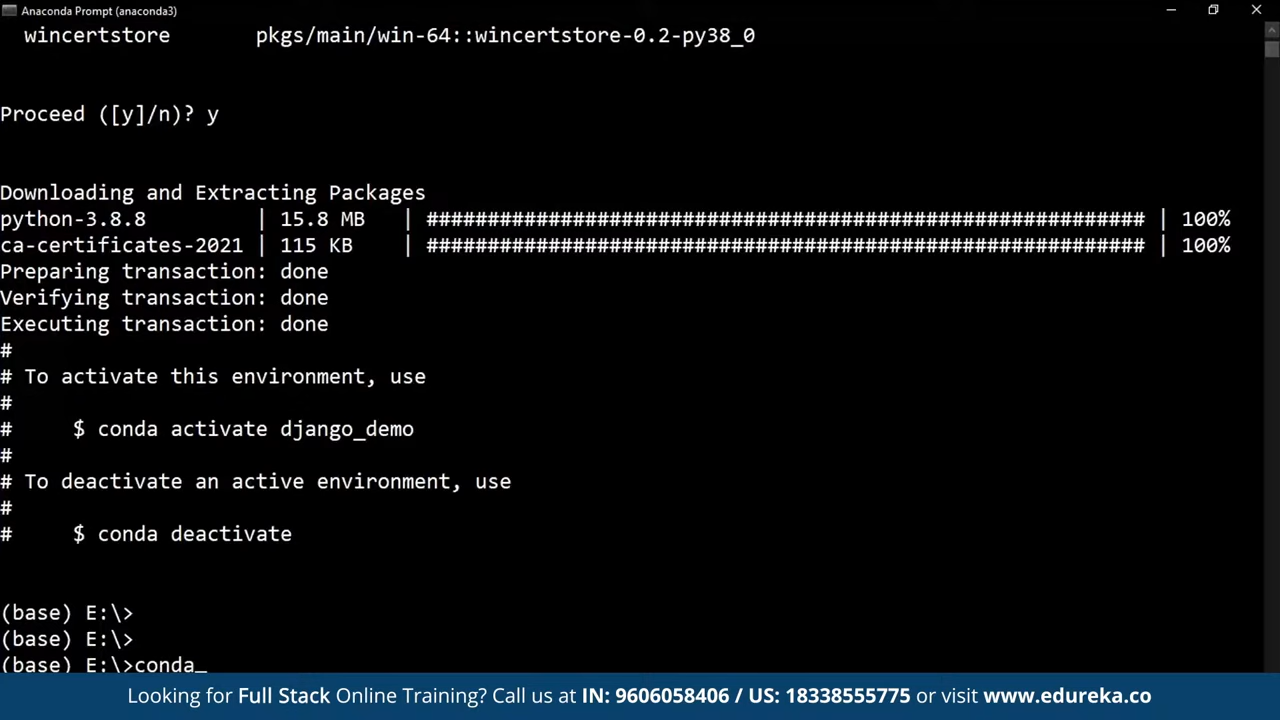 Anaconda Prompt (anaconda3)
wincertstore pkgs/main/win-64::wincertstore-0.2-py38_0
Proceed ([y]/n)? y
Downloading and Extracting Packages
python-3.8.8 | 15.8 MB | ########################################################### | 100%
ca-certificates-2021 | 115 KB | ########################################################### | 100%
Preparing transaction: done
Verifying transaction: done
Executing transaction: done
#
# To activate this environment, use
#
# $ conda activate django_demo
#
# To deactivate an active environment, use
#
# $ conda deactivate
(base) E:\>
(base) E:\>
(base) E:\>conda_
Looking for Full Stack Online Training? Call us at IN: 9606058406 / US: 18338555775 or visit www.edureka.co